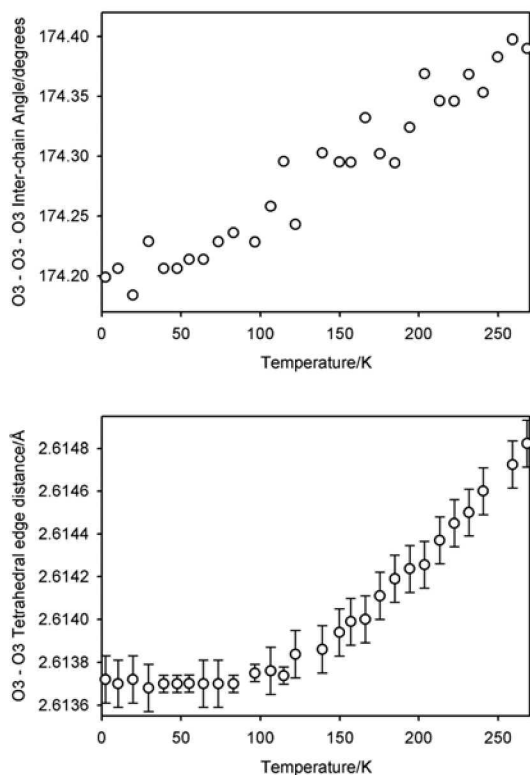 O3 - O3 - O3 Inter-chain Angle/degrees
174.40
174.35
174.30
174.25
174.20
0 50 100 150 200 250
Temperature/K
O3 - O3 Tetrahedral edge distance/Å
2.6148
2.6146
2.6144
2.6142
2.6140
2.6138
2.6136
0 50 100 150 200 250
Temperature/K